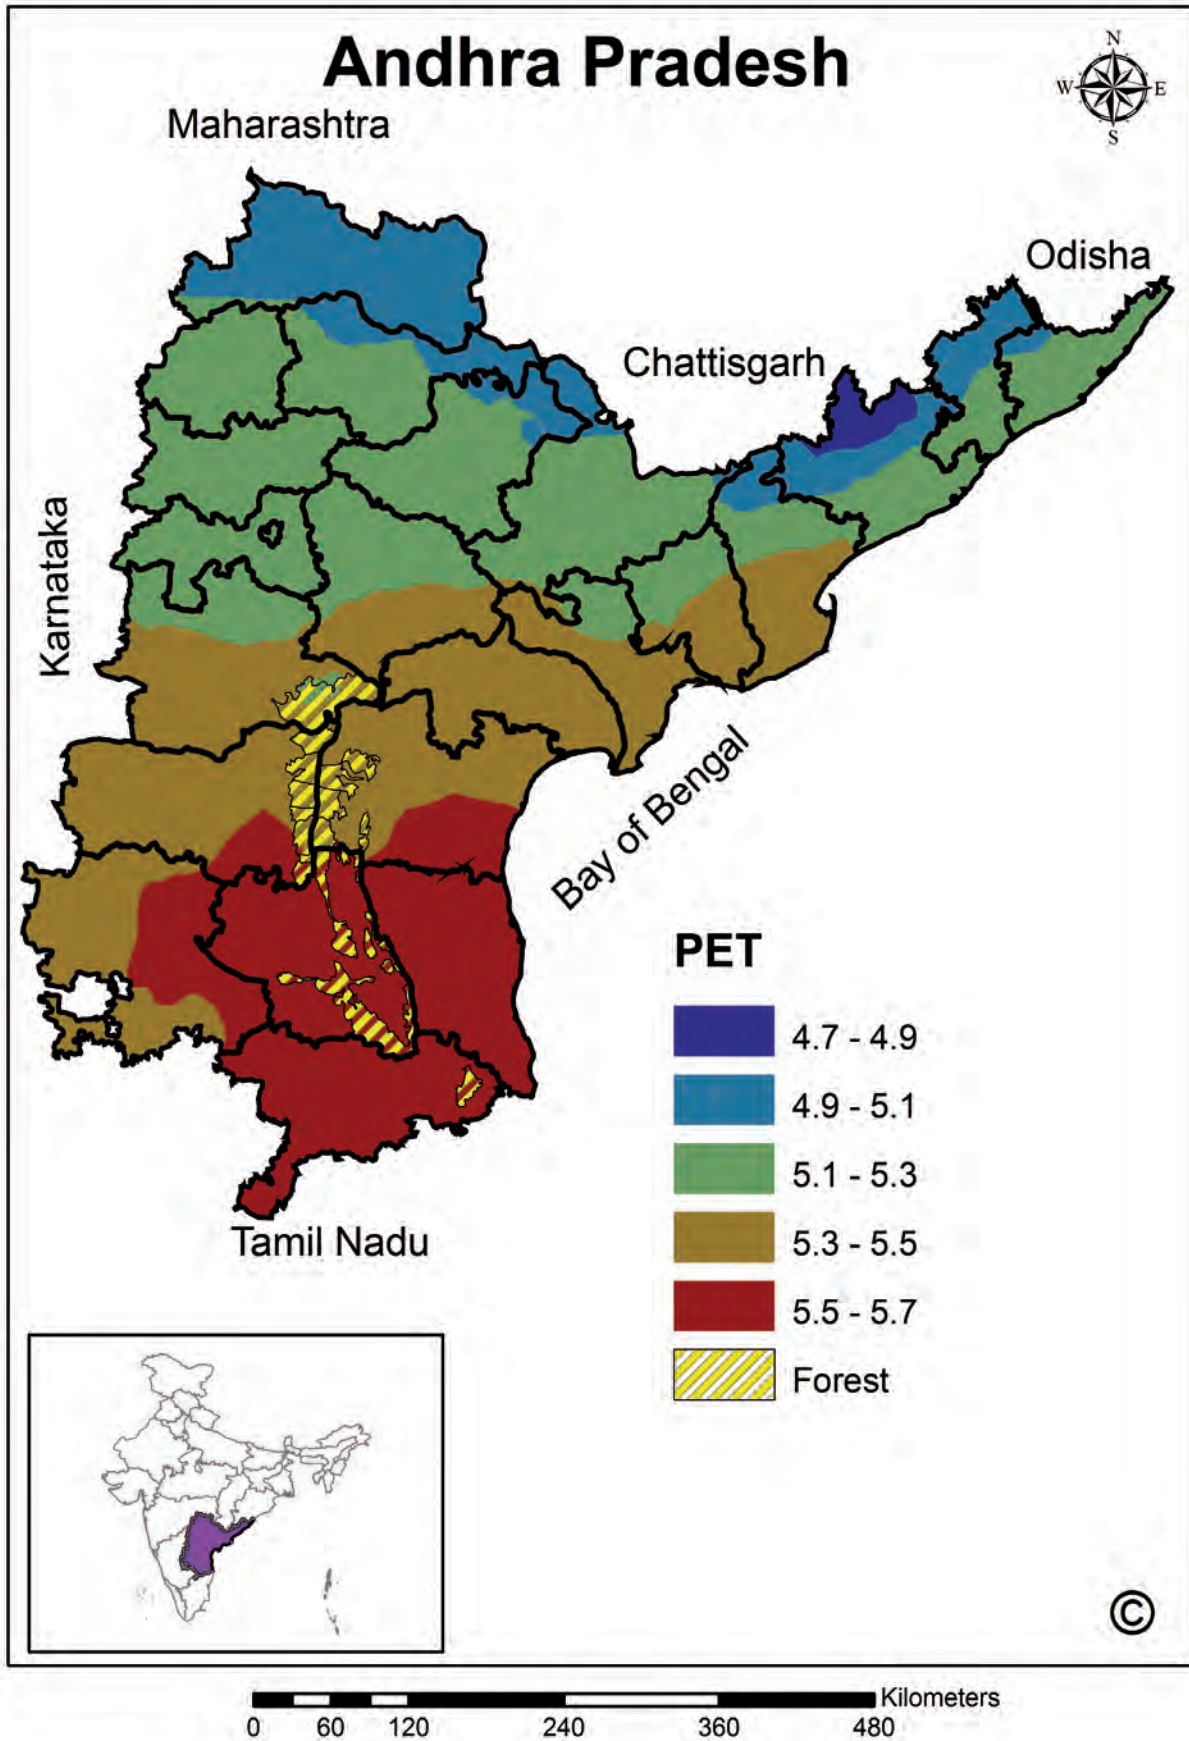 Andhra Pradesh
N
W
E
S
Maharashtra
Odisha
Chattisgarh
Karnataka
Bay of Bengal
Tamil Nadu
PET
4.7 - 4.9
4.9 - 5.1
5.1 - 5.3
5.3 - 5.5
5.5 - 5.7
Forest
©
Kilometers
0 60 120 240 360 480